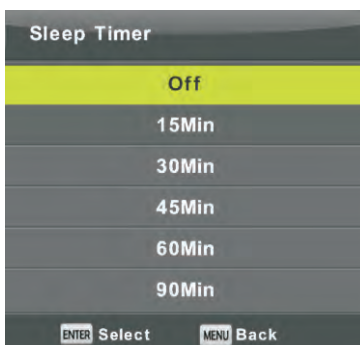 Sleep Timer
Off
15Min
30Min
45Min
60Min
90Min
ENTER Select MENU Back